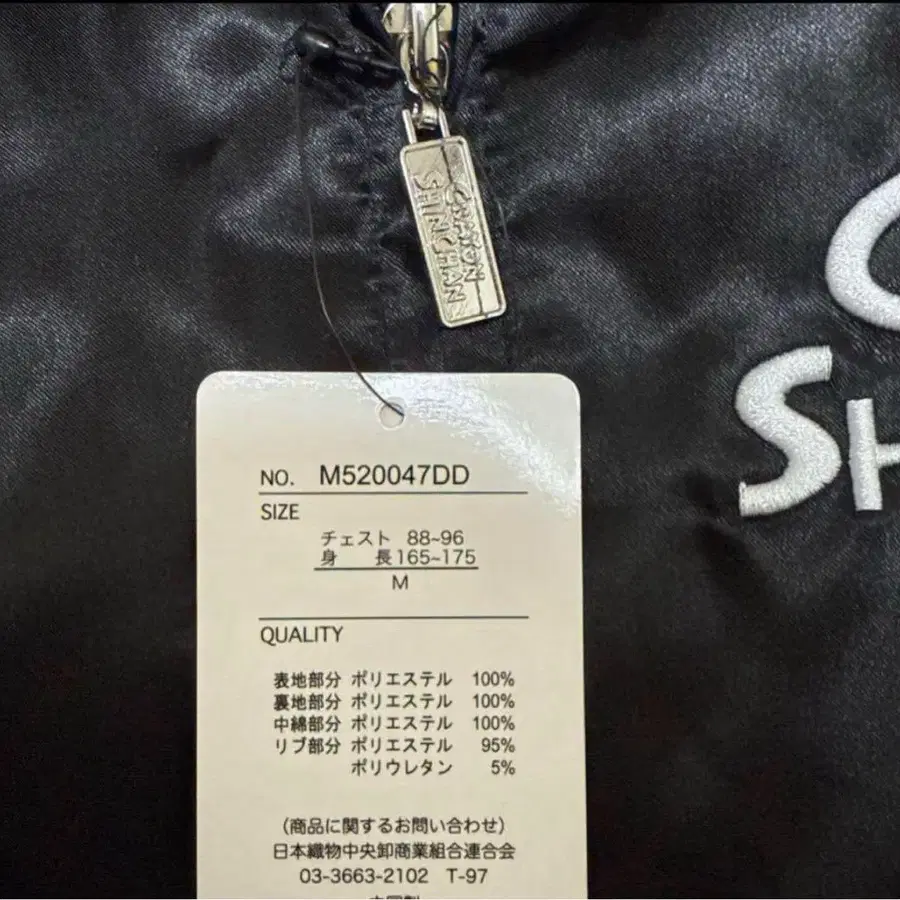 CRAYON
SHINCHAN
NO. M520047DD
SIZE
チェスト 88~96
身 長 165~175
M
QUALITY
表地部分 ポリエステル 100%
裏地部分 ポリエステル 100%
中綿部分 ポリエステル 100%
リブ部分 ポリエステル 95%
ポリウレタン 5%
(商品に関するお問い合わせ)
日本織物中央卸商業組合連合会
03-3663-2102 T-97
C
SH